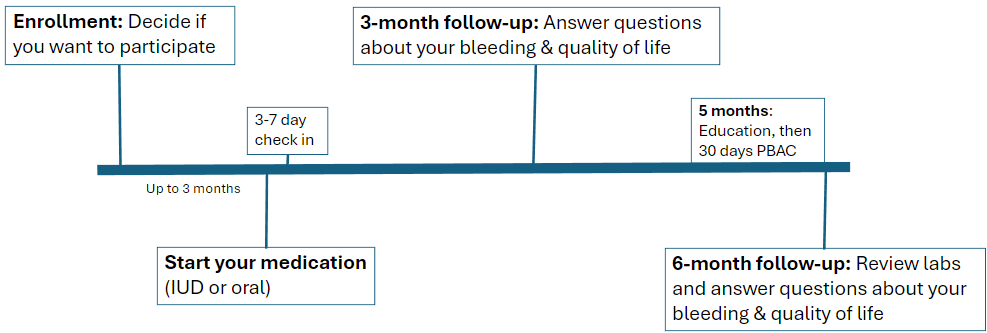 Enrollment: Decide if
you want to participate
3-month follow-up: Answer questions
about your bleeding & quality of life
3-7 day
check in
5 months:
Education, then
30 days PBAC
Up to 3 months
Start your medication
(IUD or oral)
6-month follow-up: Review labs
and answer questions about your
bleeding & quality of life